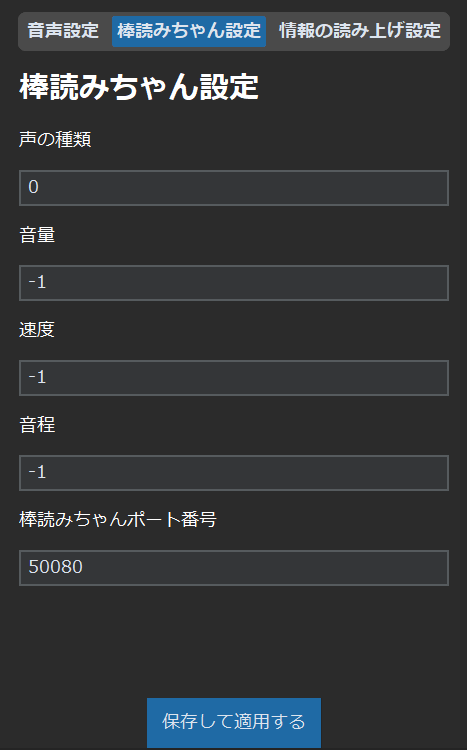 音声設定 棒読みちゃん設定 情報の読み上げ設定
棒読みちゃん設定
声の種類
0
音量
-1
速度
-1
音程
-1
棒読みちゃんポート番号
50080
保存して適用する